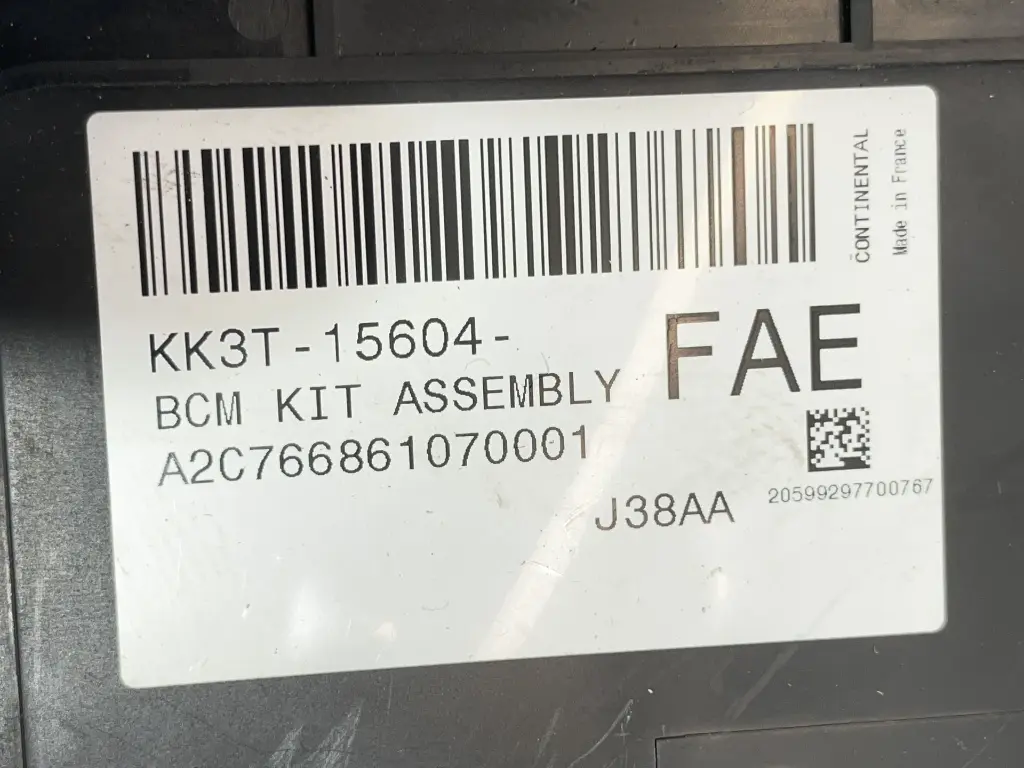 CONTINENTAL
Made in France
KK3T-15604-
FAE
BCM KIT ASSEMBLY
A2C766861070001
J38AA
20599297700767